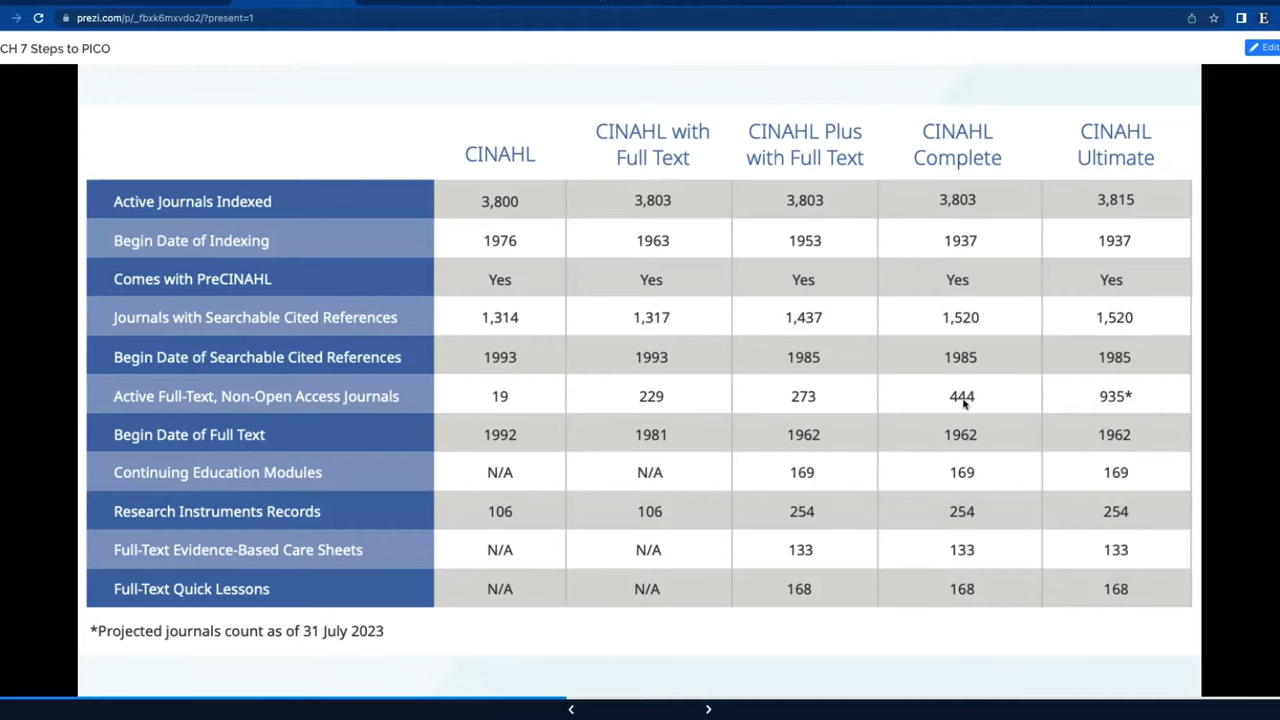 prezi.com/p/_fbxk6mxvdo2/?present=1
E
CH 7 Steps to PICO
Edit
CINAHL CINAHL with Full Text CINAHL Plus with Full Text CINAHL Complete CINAHL Ultimate
Active Journals Indexed 3,800 3,803 3,803 3,803 3,815
Begin Date of Indexing 1976 1963 1953 1937 1937
Comes with PreCINAHL Yes Yes Yes Yes Yes
Journals with Searchable Cited References 1,314 1,317 1,437 1,520 1,520
Begin Date of Searchable Cited References 1993 1993 1985 1985 1985
Active Full-Text, Non-Open Access Journals 19 229 273 444 935*
Begin Date of Full Text 1992 1981 1962 1962 1962
Continuing Education Modules N/A N/A 169 169 169
Research Instruments Records 106 106 254 254 254
Full-Text Evidence-Based Care Sheets N/A N/A 133 133 133
Full-Text Quick Lessons N/A N/A 168 168 168
*Projected journals count as of 31 July 2023